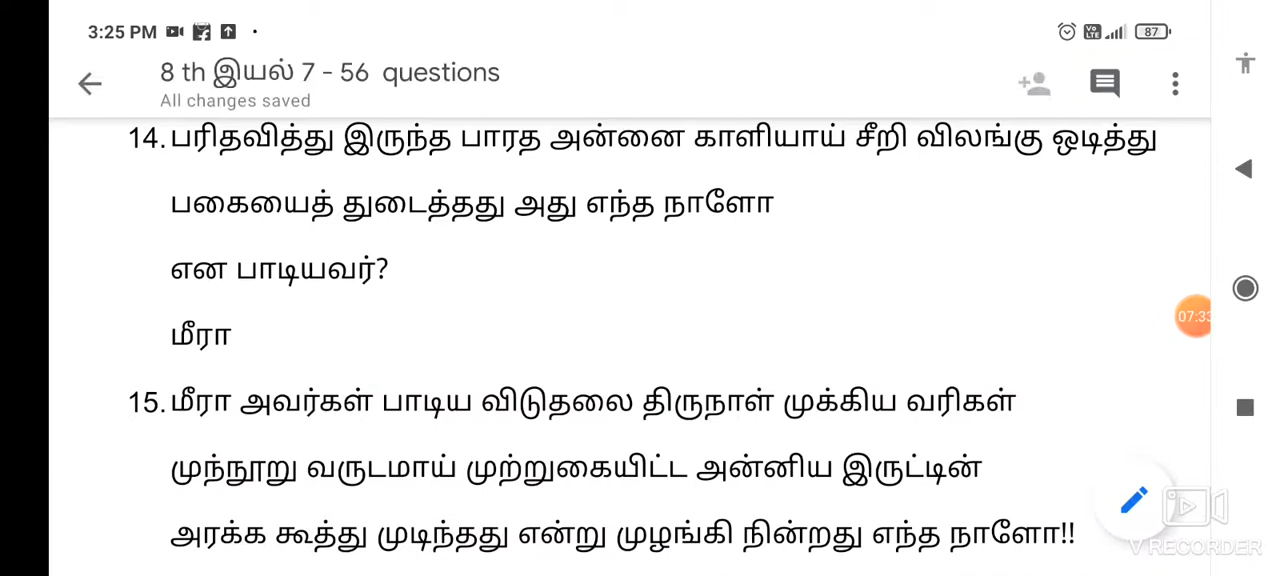 3:25 PM
87
8 th இயல் 7 - 56 questions
All changes saved
14. பரிதவித்து இருந்த பாரத அன்னை காளியாய் சீறி விலங்கு ஒடித்து
பகையைத் துடைத்தது அது எந்த நாளோ
என பாடியவர்?
07:33
மீரா
15. மீரா அவர்கள் பாடிய விடுதலை திருநாள் முக்கிய வரிகள்
முந்நூறு வருடமாய் முற்றுகையிட்ட அன்னிய இருட்டின்
அரக்க கூத்து முடிந்தது என்று முழங்கி நின்றது எந்த நாளோ!!
V RECORDER